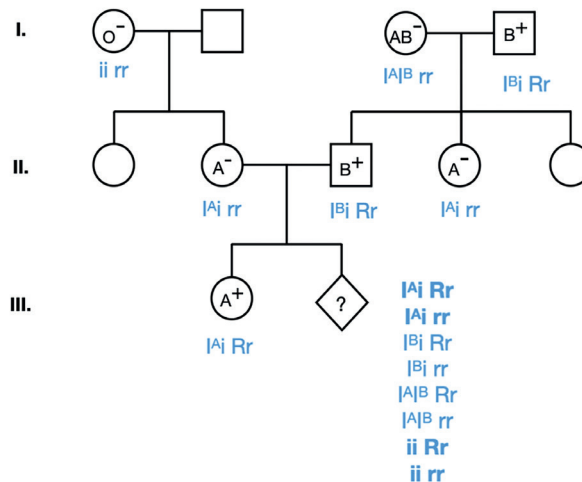 I.
O⁻
AB⁻
B⁺
ii rr
IᴬIᴮ rr
Iᴮi Rr
II.
A⁻
B⁺
A⁻
Iᴬi rr
Iᴮi Rr
Iᴬi rr
III.
A⁺
?
Iᴬi Rr
Iᴬi Rr
Iᴬi rr
Iᴮi Rr
Iᴮi rr
IᴬIᴮ Rr
IᴬIᴮ rr
ii Rr
ii rr